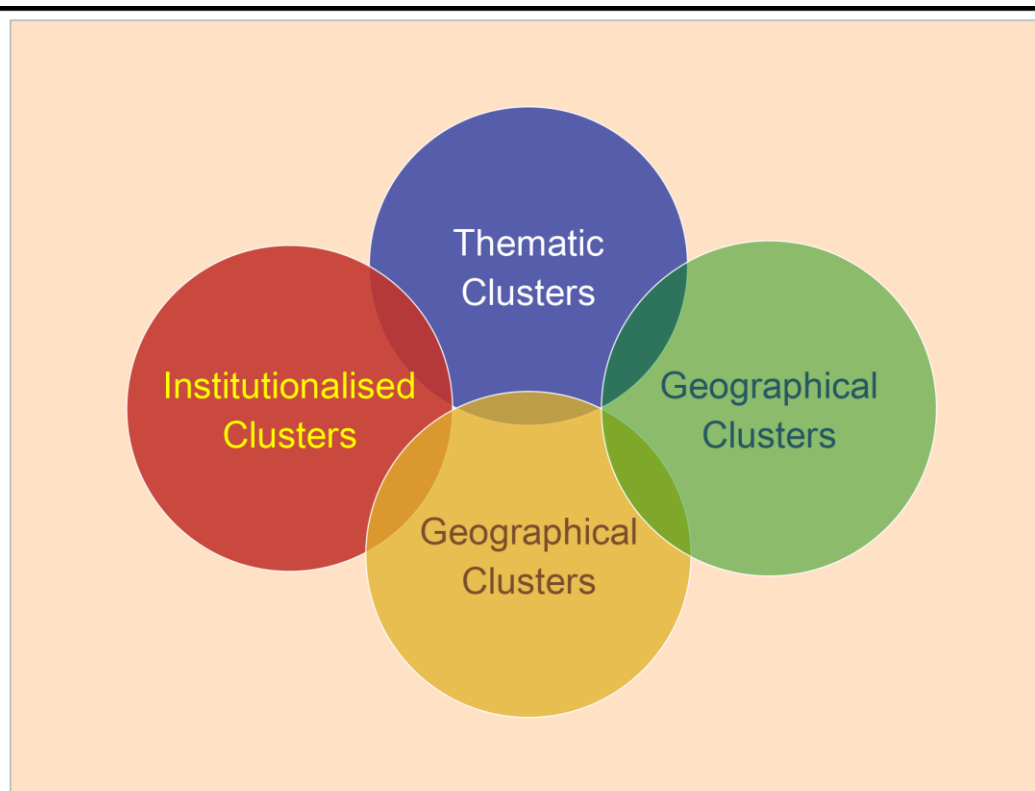 Thematic
Clusters
Institutionalised
Clusters
Geographical
Clusters
Geographical
Clusters